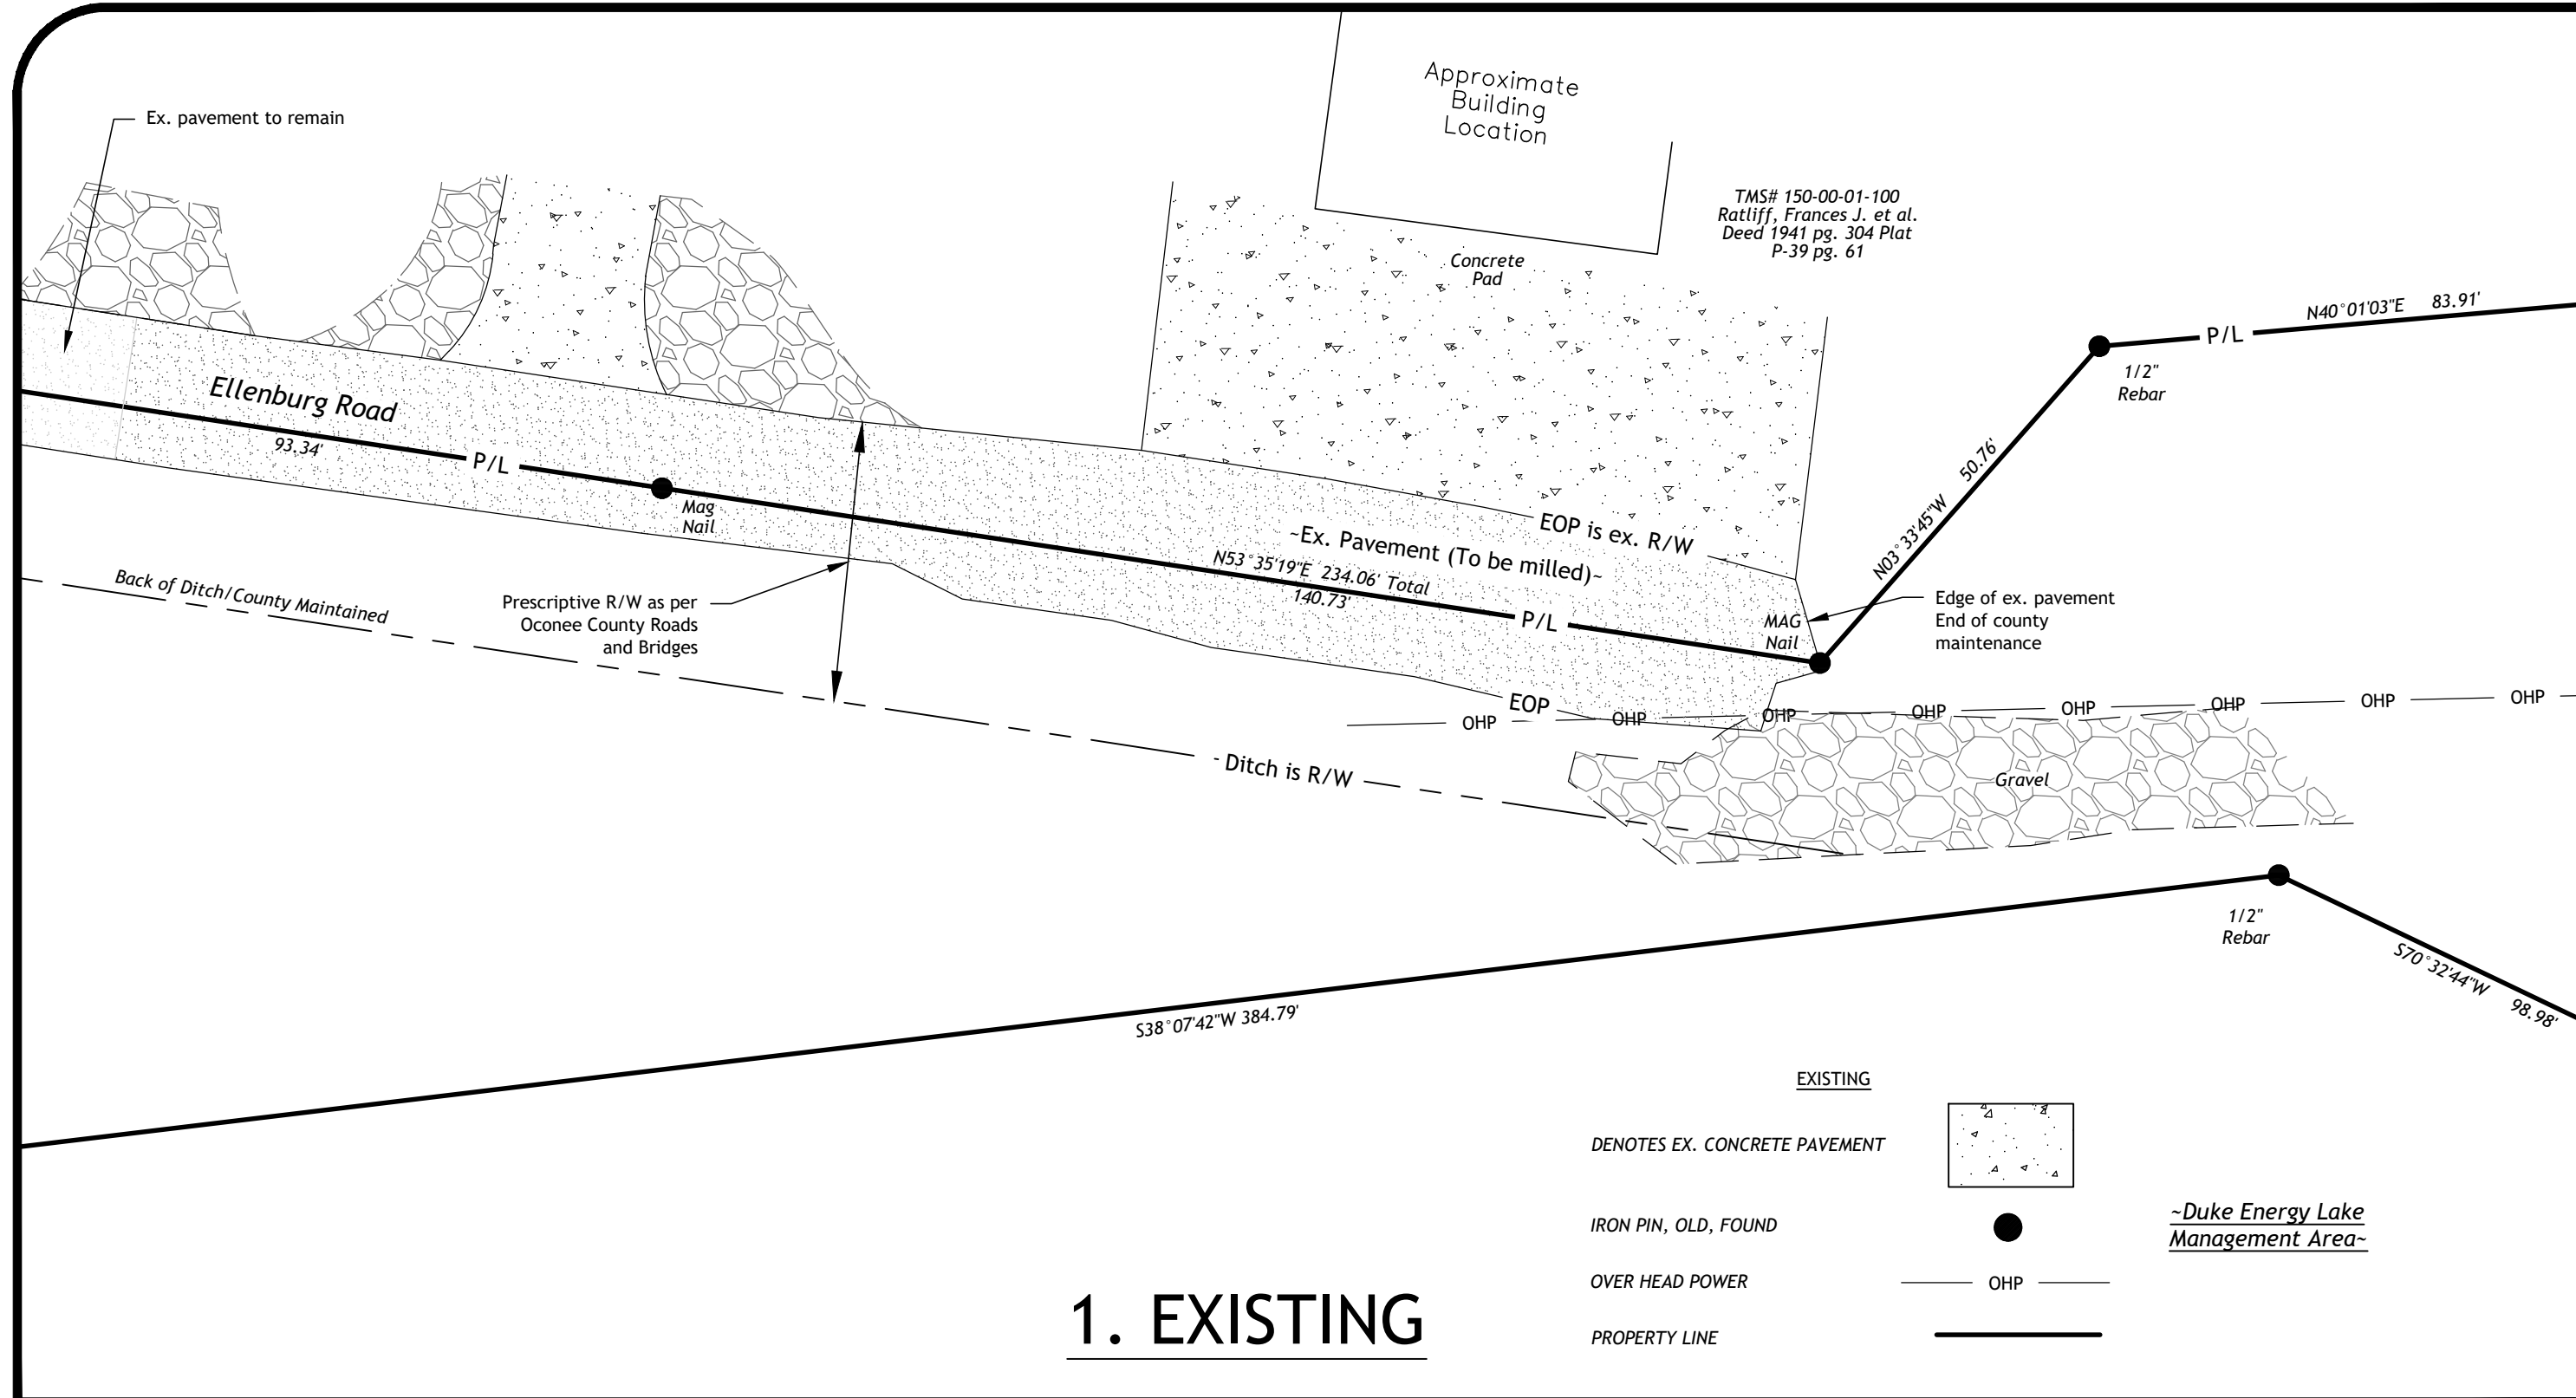 Approximate
Building
Location
Ex. pavement to remain
TMS# 150-00-01-100
Ratliff, Frances J. et al.
Deed 1941 pg. 304 Plat
P-39 pg. 61
Concrete
Pad
N40°01'03"E 83.91'
P/L
1/2"
Rebar
Ellenburg Road
93.34'
P/L
Mag
Nail
N03°33'45"W 50.76'
EOP is ex. R/W
~Ex. Pavement (To be milled)~
N53°35'19"E 234.06' Total
140.73'
P/L
MAG
Nail
Edge of ex. pavement
End of county
maintenance
Back of Ditch/County Maintained
Prescriptive R/W as per
Oconee County Roads
and Bridges
EOP
OHP OHP OHP OHP OHP OHP OHP OHP
Ditch is R/W
Gravel
1/2"
Rebar
S70°32'44"W 98.98'
S38°07'42"W 384.79'
EXISTING
DENOTES EX. CONCRETE PAVEMENT
IRON PIN, OLD, FOUND
~Duke Energy Lake
Management Area~
OVER HEAD POWER
OHP
PROPERTY LINE
1. EXISTING